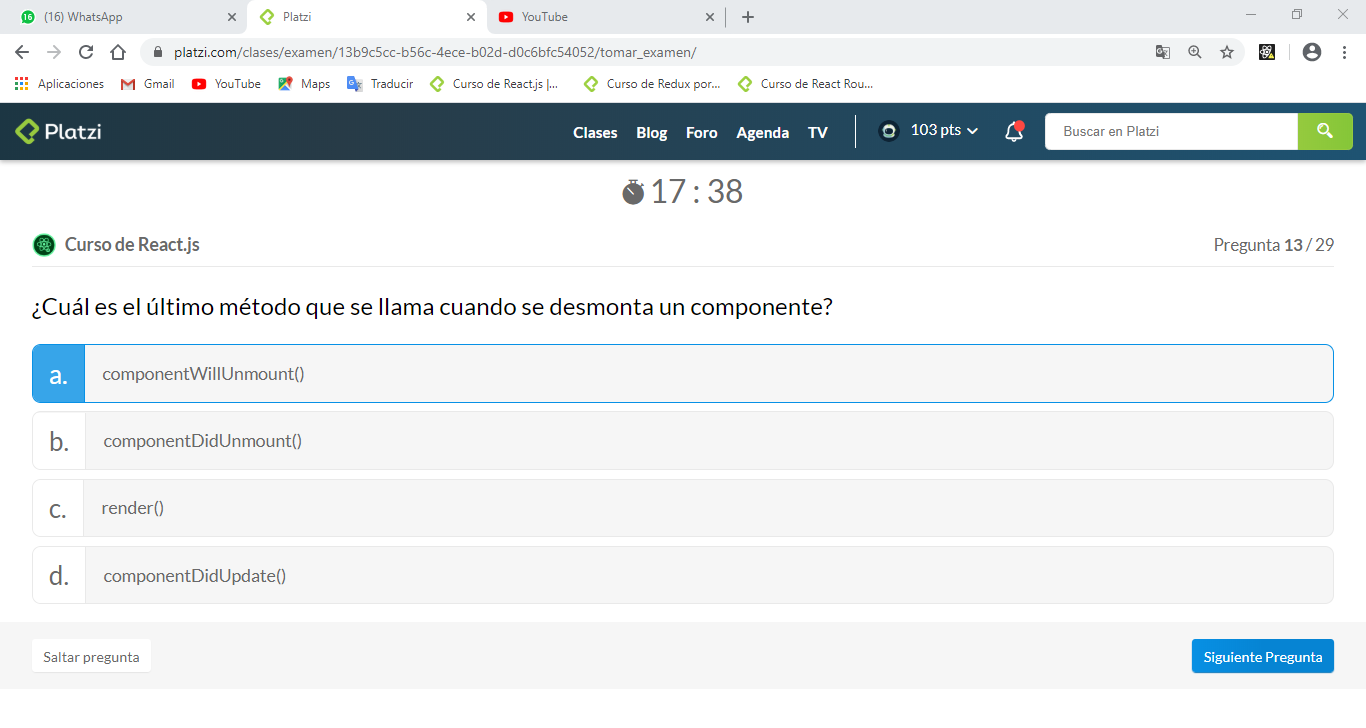 (16) WhatsApp
Platzi
YouTube
platzi.com/clases/examen/13b9c5cc-b56c-4ece-b02d-d0c6bfc54052/tomar_examen/
Aplicaciones Gmail YouTube Maps Traducir Curso de React.js |... Curso de Redux por... Curso de React Rou...
Platzi Clases Blog Foro Agenda TV 103 pts Buscar en Platzi
17 : 38
Curso de React.js Pregunta 13 / 29
¿Cuál es el último método que se llama cuando se desmonta un componente?
a. componentWillUnmount()
b. componentDidUnmount()
c. render()
d. componentDidUpdate()
Saltar pregunta Siguiente Pregunta